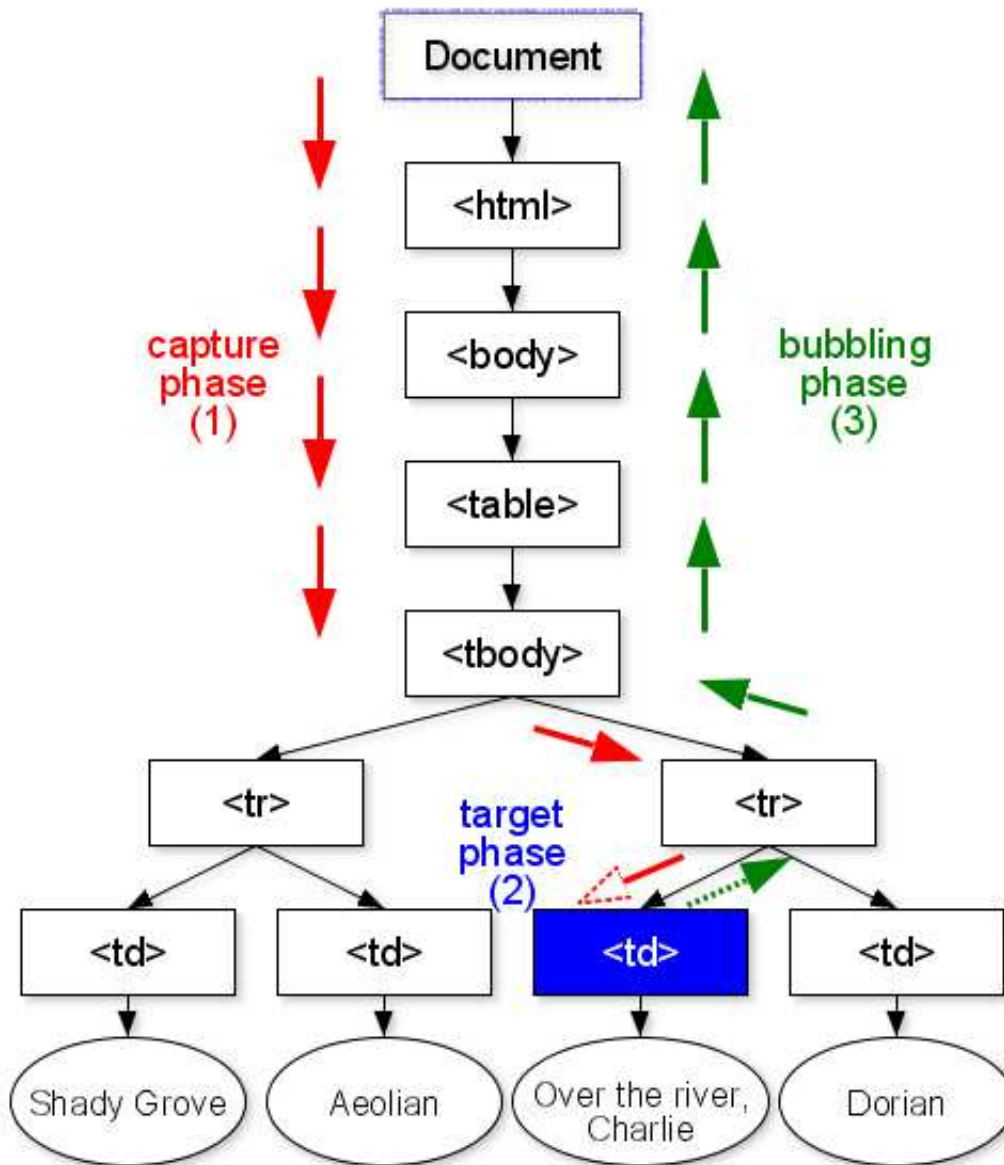 Document
<html>
capture
phase
(1)
<body>
bubbling
phase
(3)
<table>
<tbody>
<tr>
<tr>
target
phase
(2)
<td>
<td>
<td>
<td>
Shady Grove
Aeolian
Over the river,
Charlie
Dorian